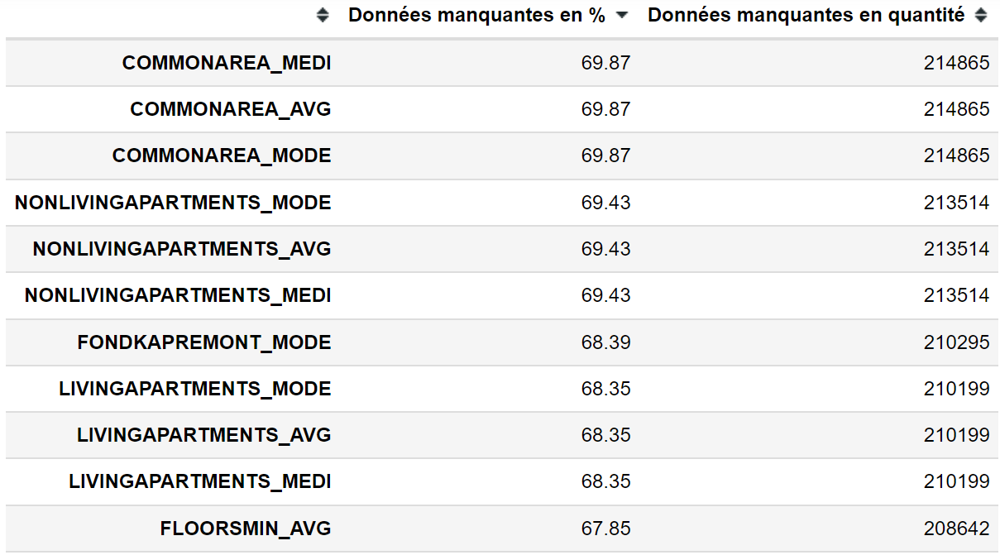 Données manquantes en % Données manquantes en quantité
COMMONAREA_MEDI 69.87 214865
COMMONAREA_AVG 69.87 214865
COMMONAREA_MODE 69.87 214865
NONLIVINGAPARTMENTS_MODE 69.43 213514
NONLIVINGAPARTMENTS_AVG 69.43 213514
NONLIVINGAPARTMENTS_MEDI 69.43 213514
FONDKAPREMONT_MODE 68.39 210295
LIVINGAPARTMENTS_MODE 68.35 210199
LIVINGAPARTMENTS_AVG 68.35 210199
LIVINGAPARTMENTS_MEDI 68.35 210199
FLOORSMIN_AVG 67.85 208642